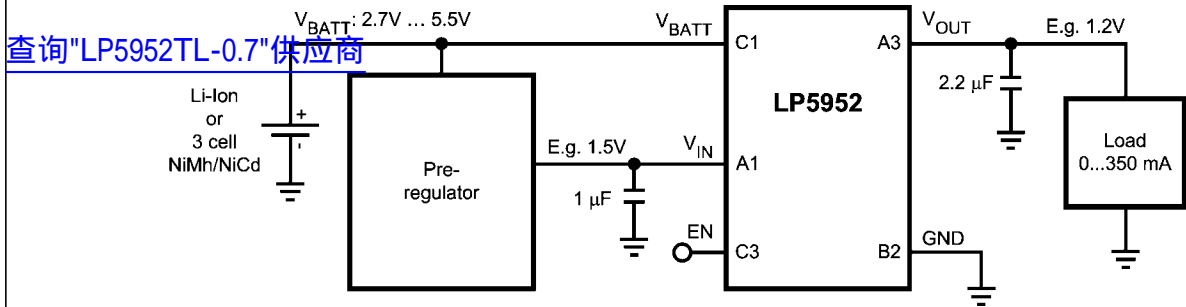 V_BATT: 2.7V ... 5.5V
查询"LP5952TL-0.7"供应商
Li-Ion
or
3 cell
NiMh/NiCd
+
-
Pre-
regulator
E.g. 1.5V
1 μF
V_BATT
V_IN
EN
C1
A1
C3
LP5952
A3
B2
V_OUT
GND
2.2 μF
E.g. 1.2V
Load
0...350 mA